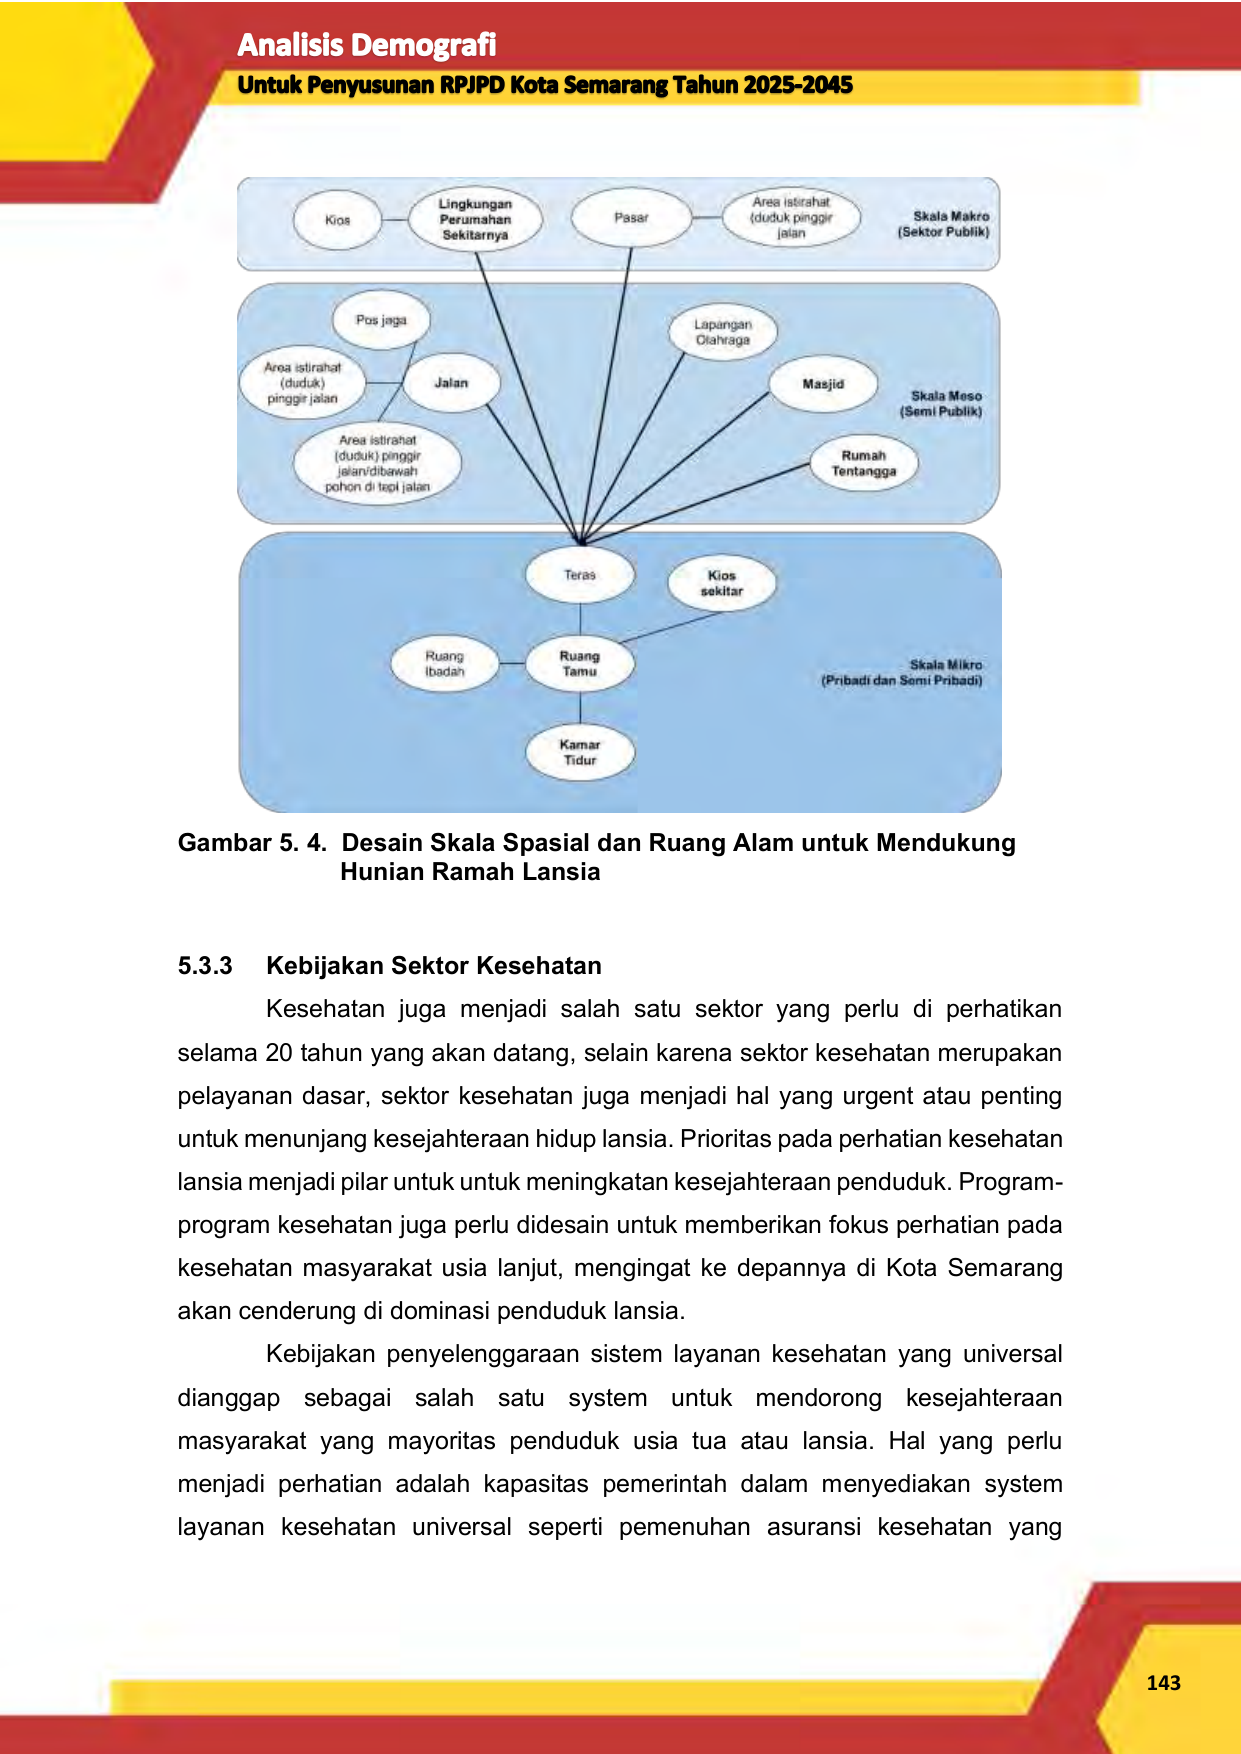 Analisis Demografi
Untuk Penyusunan RPJPD Kota Semarang Tahun 2025-2045
Kios
Lingkungan
Perumahan
Sekitarnya
Pasar
Area istirahat
(duduk pinggir
jalan
Skala Makro
(Sektor Publik)
Pos jaga
Lapangan
Olahraga
Area istirahat
(duduk)
pinggir jalan
Jalan
Masjid
Skala Meso
(Semi Publik)
Area istirahat
(duduk) pinggir
jalan/dibawah
pohon di tepi jalan
Rumah
Tentangga
Teras
Kios
sekitar
Ruang
Ibadah
Ruang
Tamu
Skala Mikro
(Pribadi dan Semi Pribadi)
Kamar
Tidur
Gambar 5. 4. Desain Skala Spasial dan Ruang Alam untuk Mendukung
Hunian Ramah Lansia
5.3.3 Kebijakan Sektor Kesehatan
Kesehatan juga menjadi salah satu sektor yang perlu di perhatikan
selama 20 tahun yang akan datang, selain karena sektor kesehatan merupakan
pelayanan dasar, sektor kesehatan juga menjadi hal yang urgent atau penting
untuk menunjang kesejahteraan hidup lansia. Prioritas pada perhatian kesehatan
lansia menjadi pilar untuk untuk meningkatan kesejahteraan penduduk. Program-
program kesehatan juga perlu didesain untuk memberikan fokus perhatian pada
kesehatan masyarakat usia lanjut, mengingat ke depannya di Kota Semarang
akan cenderung di dominasi penduduk lansia.
Kebijakan penyelenggaraan sistem layanan kesehatan yang universal
dianggap sebagai salah satu system untuk mendorong kesejahteraan
masyarakat yang mayoritas penduduk usia tua atau lansia. Hal yang perlu
menjadi perhatian adalah kapasitas pemerintah dalam menyediakan system
layanan kesehatan universal seperti pemenuhan asuransi kesehatan yang
143